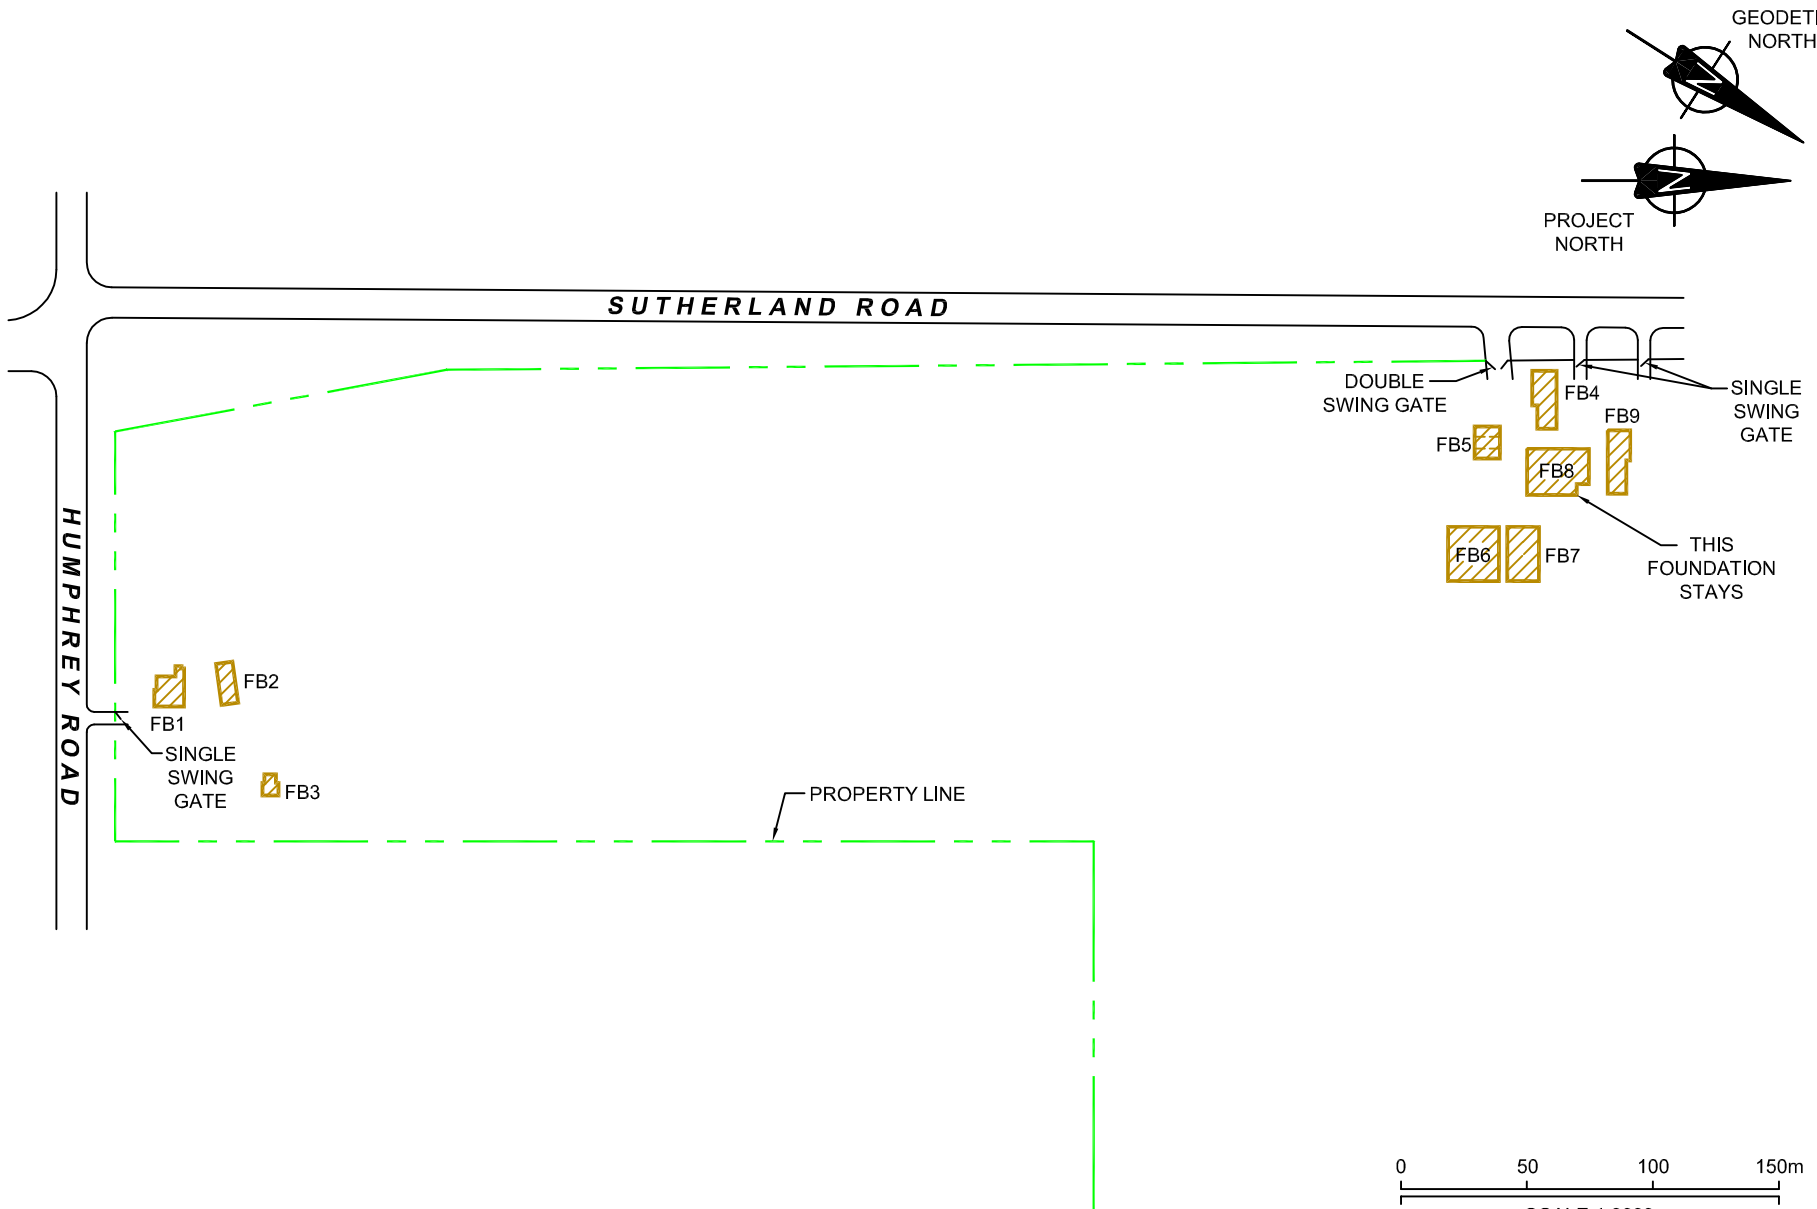 NORTH
PROJECT
NORTH
SUTHERLAND ROAD
DOUBLE
SWING GATE
FB4
SINGLE
SWING
GATE
FB9
FB5
FB8
THIS
FOUNDATION
STAYS
FB6
FB7
HUMPHREY ROAD
FB2
FB1
SINGLE
SWING
GATE
FB3
PROPERTY LINE
0 50 100 150m